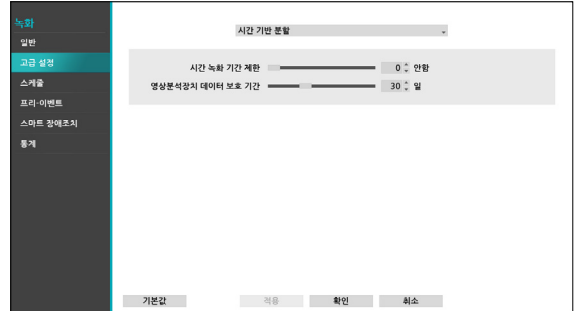 녹화
시간 기반 분할
일반
고급 설정
시간 녹화 기간 제한 0 안함
스케줄
영상분석장치 데이터 보호 기간 30 일
프리-이벤트
스마트 장애조치
통계
기본값 적용 확인 취소